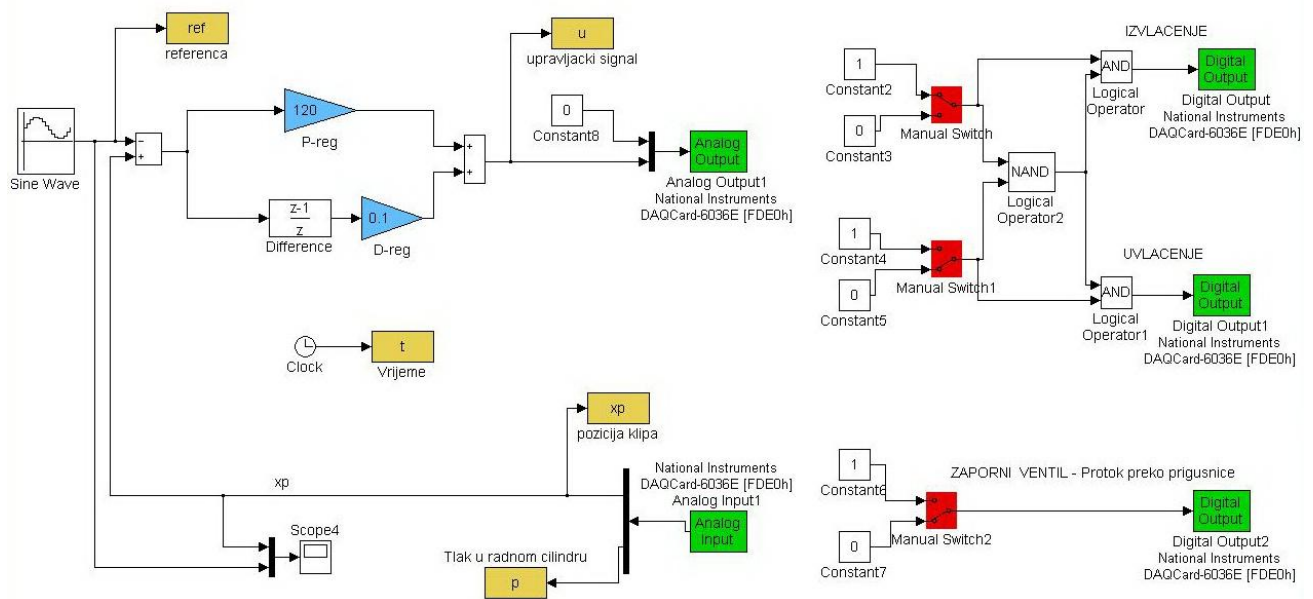 ref
referenca
Sine Wave
−
+
120
P-reg
z-1
z
Difference
0.1
D-reg
+
+
u
upravljacki signal
0
Constant8
Analog
Output
Analog Output1
National Instruments
DAQCard-6036E [FDE0h]
Clock
t
Vrijeme
xp
pozicija klipa
xp
National Instruments
DAQCard-6036E [FDE0h]
Analog Input1
Analog
Input
Scope4
Tlak u radnom cilindru
p
IZVLACENJE
1
Constant2
0
Constant3
Manual Switch
AND
Logical
Operator
Digital
Output
Digital Output
National Instruments
DAQCard-6036E [FDE0h]
NAND
Logical
Operator2
1
Constant4
0
Constant5
Manual Switch1
UVLACENJE
AND
Logical
Operator1
Digital
Output
Digital Output1
National Instruments
DAQCard-6036E [FDE0h]
ZAPORNI VENTIL - Protok preko prigusnice
1
Constant6
0
Constant7
Manual Switch2
Digital
Output
Digital Output2
National Instruments
DAQCard-6036E [FDE0h]